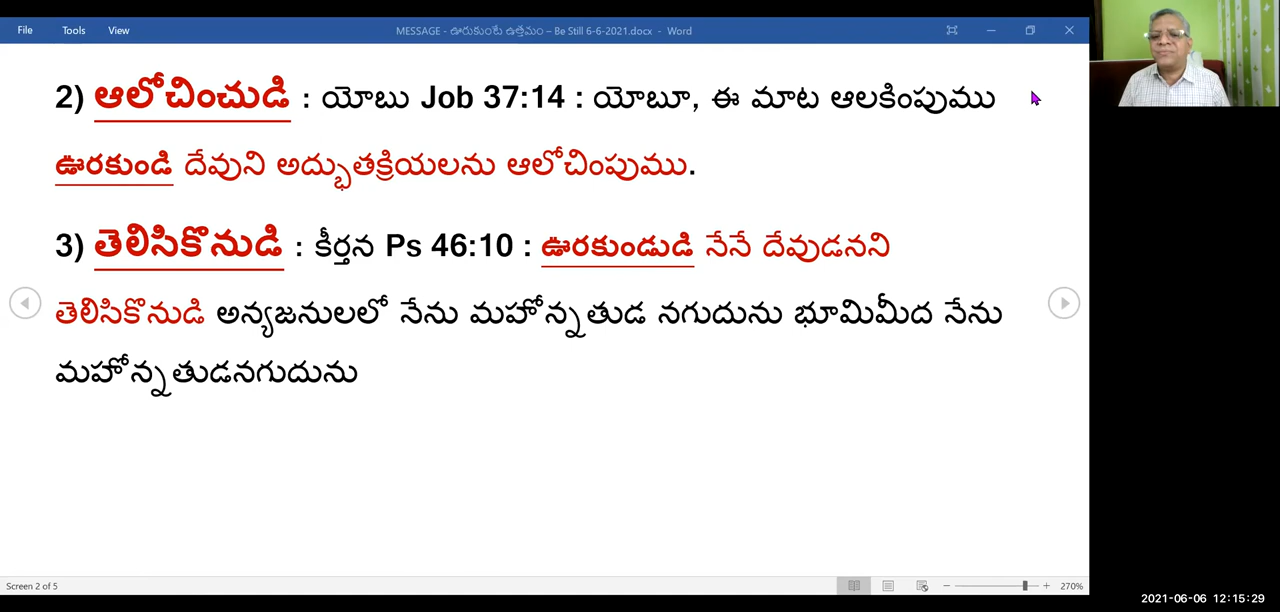 File Tools View MESSAGE - ఊరుకుంటే ఉత్తమం – Be Still 6-6-2021.docx - Word
2) ఆలోచించుడి : యోబు Job 37:14 : యోబూ, ఈ మాట ఆలకింపుము
ఊరకుండి దేవుని అద్భుతక్రియలను ఆలోచింపుము.
3) తెలిసికొనుడి : కీర్తన Ps 46:10 : ఊరకుండుడి నేనే దేవుడనని
తెలిసికొనుడి అన్యజనులలో నేను మహోన్నతుడ నగుదును భూమిమీద నేను
మహోన్నతుడనగుదును
Screen 2 of 5 270%
2021-06-06 12:15:29